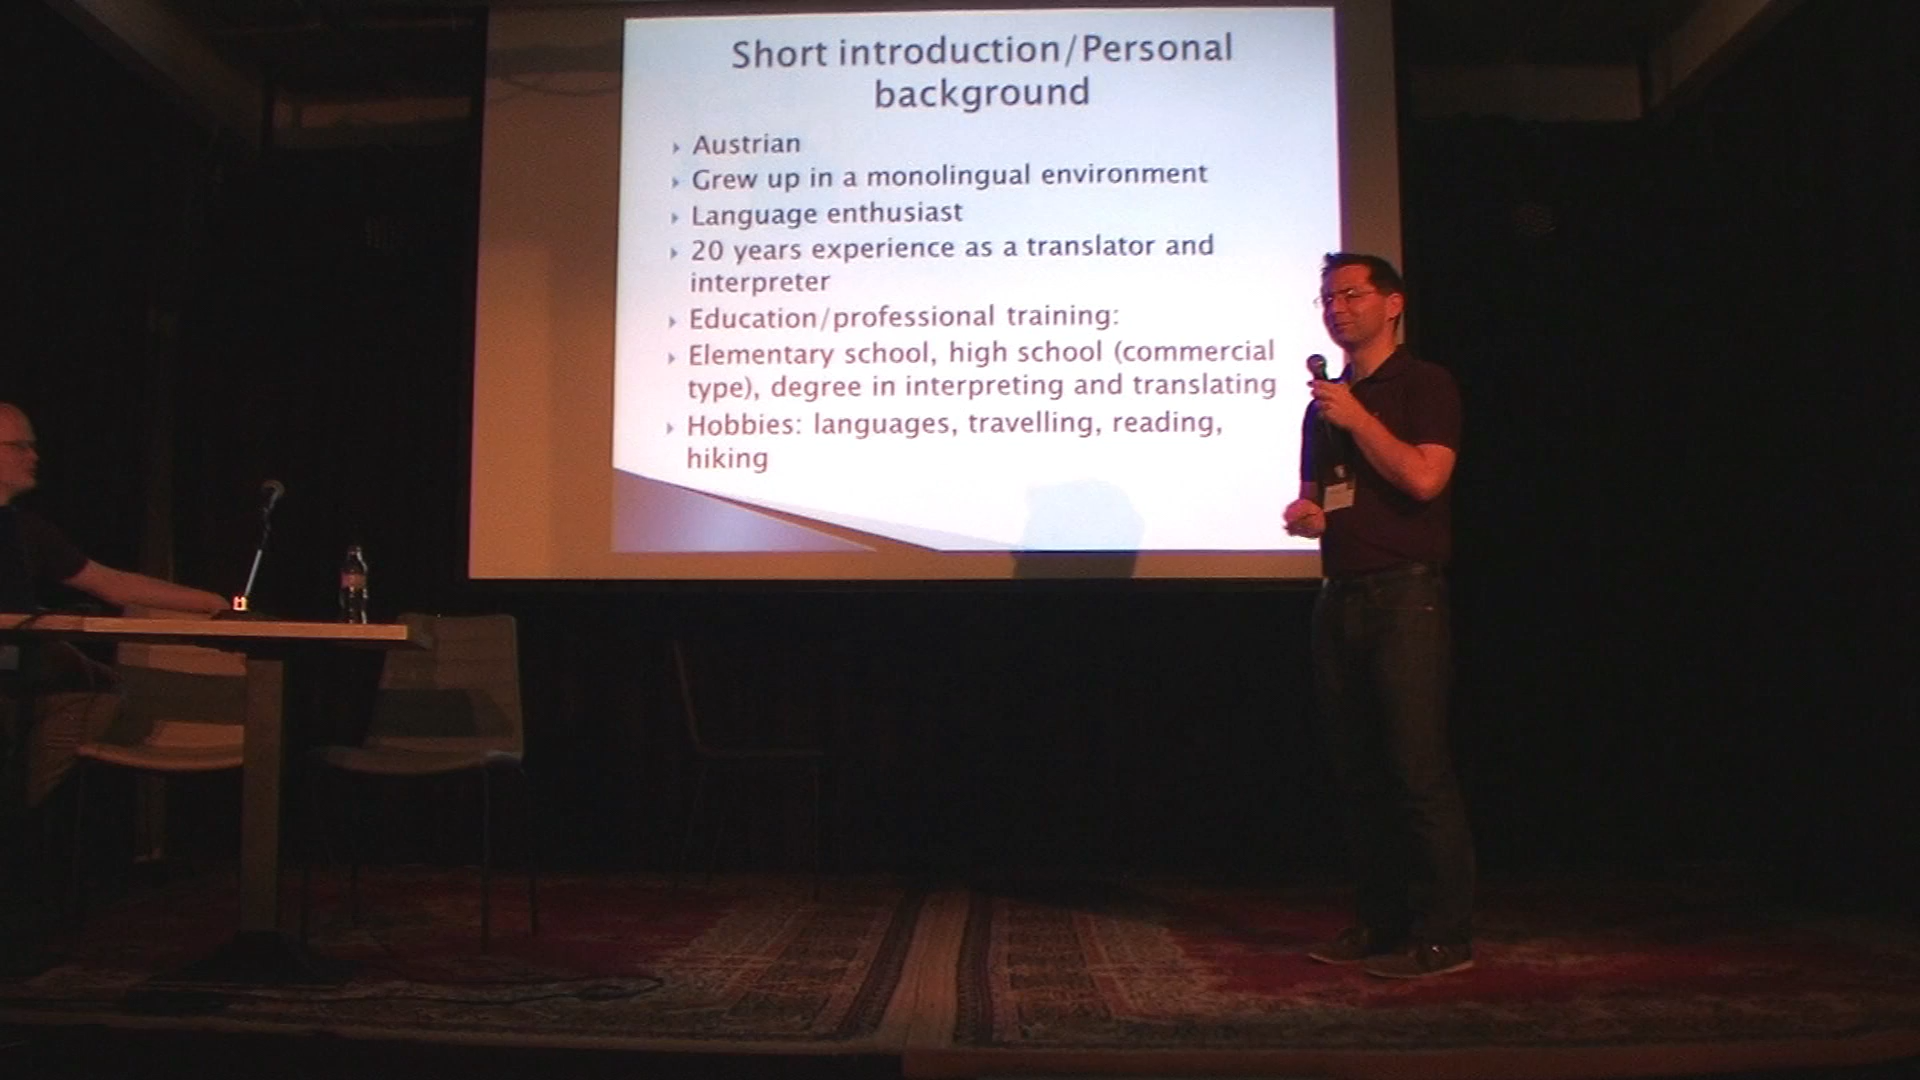 Short introduction/Personal
background
Austrian
Grew up in a monolingual environment
Language enthusiast
20 years experience as a translator and
interpreter
Education/professional training:
Elementary school, high school (commercial
type), degree in interpreting and translating
Hobbies: languages, travelling, reading,
hiking